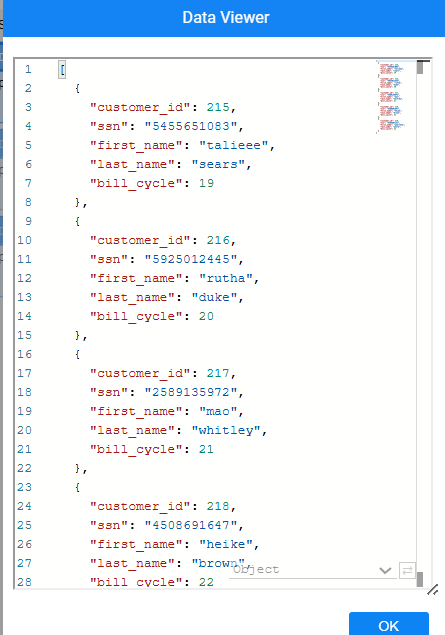 Data Viewer
1 [
2 {
3 "customer_id": 215,
4 "ssn": "5455651083",
5 "first_name": "talieee",
6 "last_name": "sears",
7 "bill_cycle": 19
8 },
9 {
10 "customer_id": 216,
11 "ssn": "5925012445",
12 "first_name": "rutha",
13 "last_name": "duke",
14 "bill_cycle": 20
15 },
16 {
17 "customer_id": 217,
18 "ssn": "2589135972",
19 "first_name": "mao",
20 "last_name": "whitley",
21 "bill_cycle": 21
22 },
23 {
24 "customer_id": 218,
25 "ssn": "4508691647",
26 "first_name": "heike",
27 "last_name": "brown",
Object
28 "bill_cycle": 22
OK